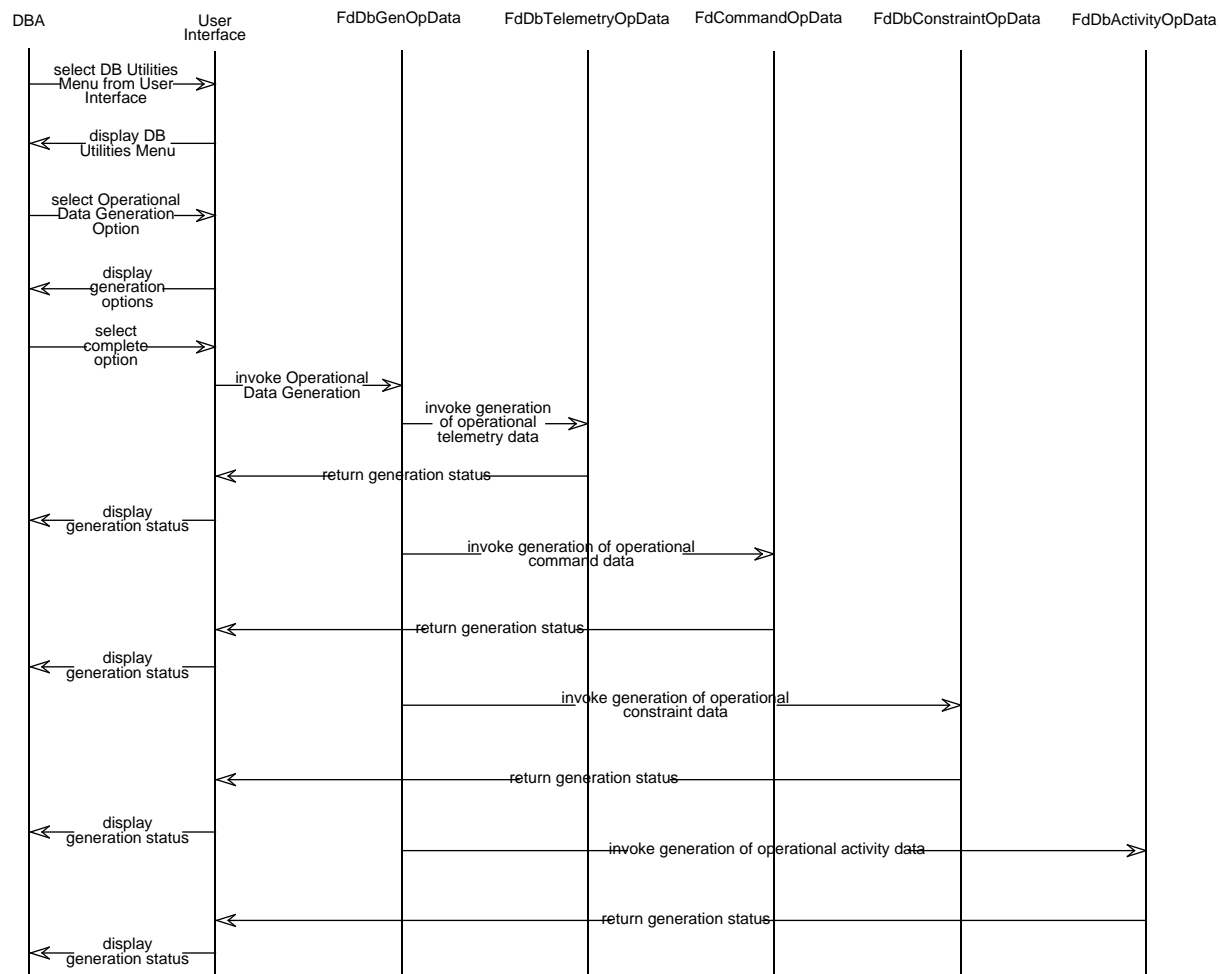 DBA
User
Interface
FdDbGenOpData
FdDbTelemetryOpData
FdCommandOpData
FdDbConstraintOpData
FdDbActivityOpData
select DB Utilities
Menu from User
Interface
display DB
Utilities Menu
select Operational
Data Generation
Option
display
generation
options
select
complete
option
invoke Operational
Data Generation
invoke generation
of operational
telemetry data
return generation status
display
generation status
invoke generation of operational
command data
return generation status
display
generation status
invoke generation of operational
constraint data
return generation status
display
generation status
invoke generation of operational activity data
return generation status
display
generation status